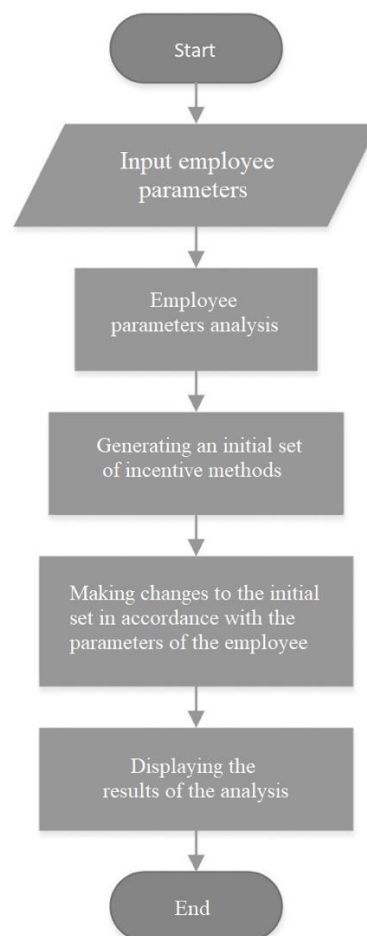 Start
Input employee
parameters
Employee
parameters analysis
Generating an initial set
of incentive methods
Making changes to the initial
set in accordance with the
parameters of the employee
Displaying the
results of the analysis
End